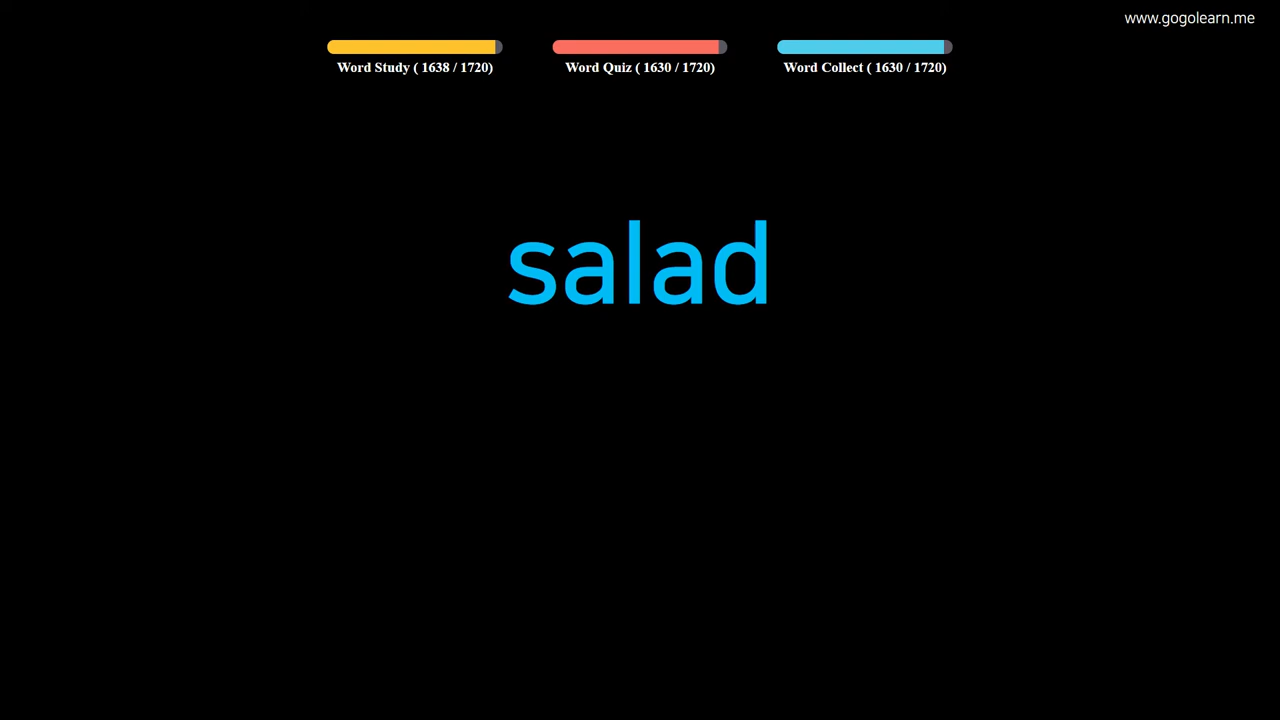 www.gogolearn.me
Word Study ( 1638 / 1720)
Word Quiz ( 1630 / 1720)
Word Collect ( 1630 / 1720)
salad